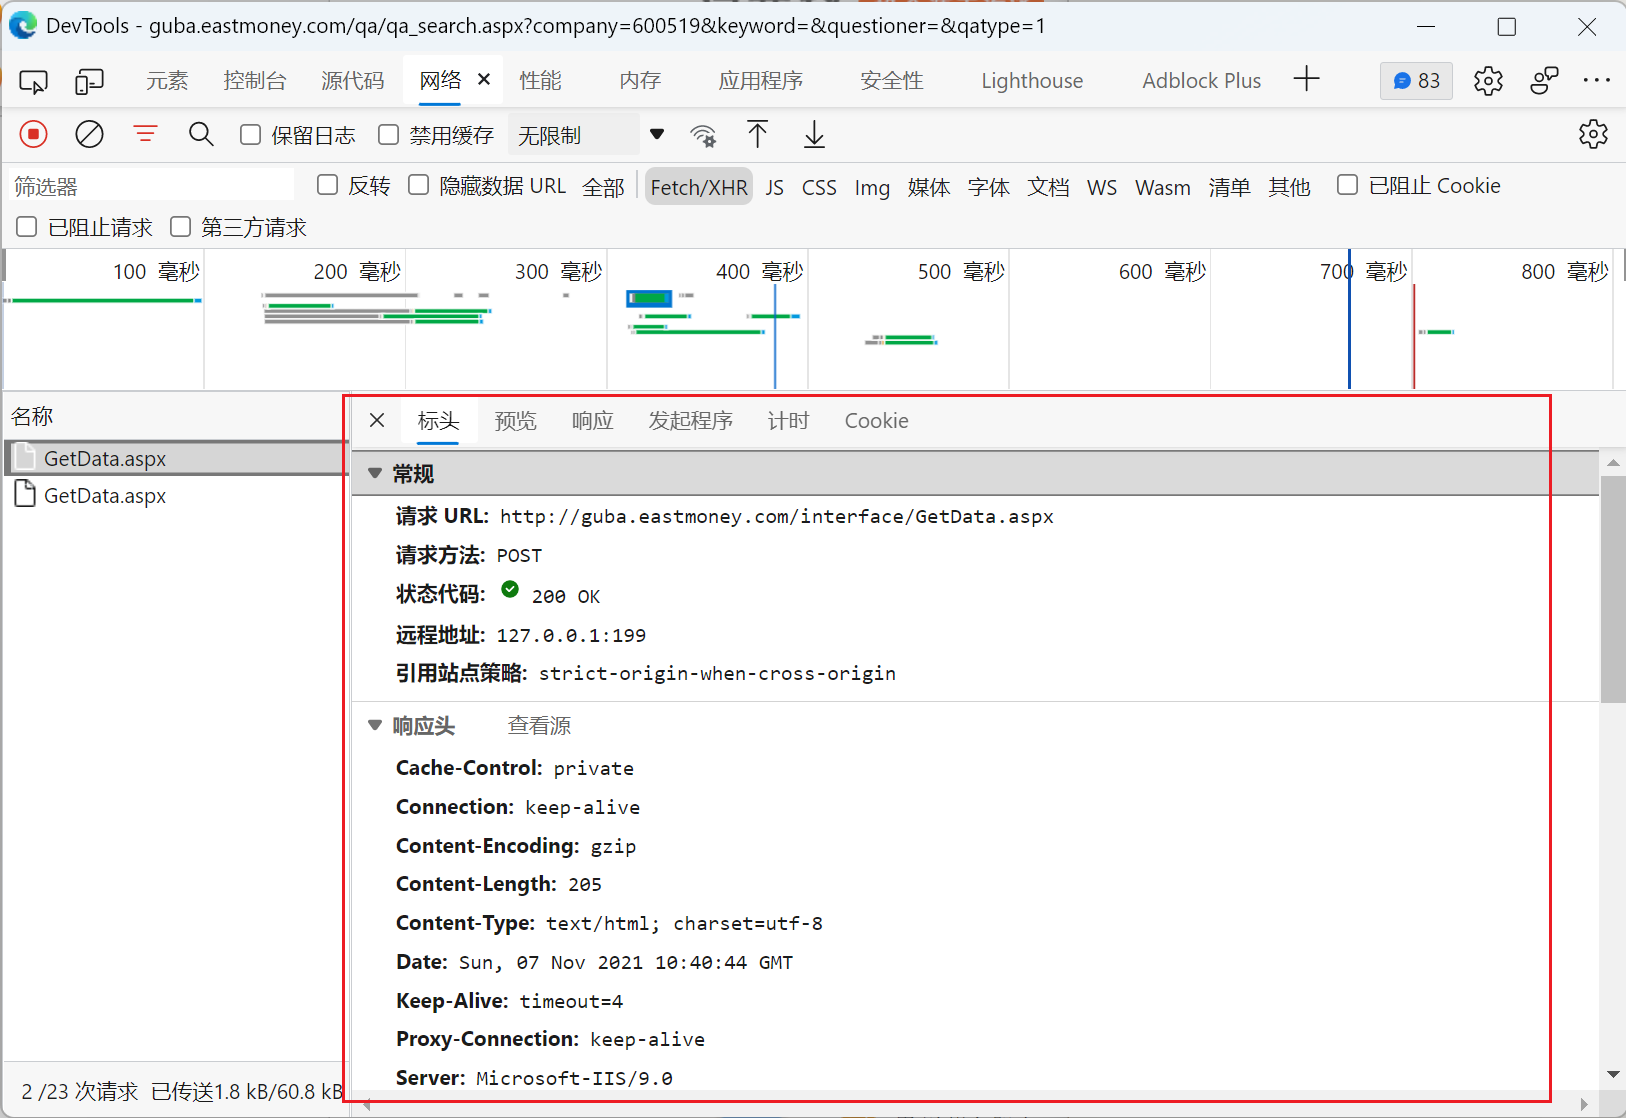 DevTools - guba.eastmoney.com/qa/qa_search.aspx?company=600519&keyword=&questioner=&qatype=1
元素 控制台 源代码 网络 性能 内存 应用程序 安全性 Lighthouse Adblock Plus 83
保留日志 禁用缓存 无限制
筛选器 反转 隐藏数据 URL 全部 Fetch/XHR JS CSS Img 媒体 字体 文档 WS Wasm 清单 其他 已阻止 Cookie
已阻止请求 第三方请求
100 毫秒 200 毫秒 300 毫秒 400 毫秒 500 毫秒 600 毫秒 700 毫秒 800 毫秒
名称
GetData.aspx
GetData.aspx
标头 预览 响应 发起程序 计时 Cookie
常规
请求 URL: http://guba.eastmoney.com/interface/GetData.aspx
请求方法: POST
状态代码: 200 OK
远程地址: 127.0.0.1:199
引用站点策略: strict-origin-when-cross-origin
响应头 查看源
Cache-Control: private
Connection: keep-alive
Content-Encoding: gzip
Content-Length: 205
Content-Type: text/html; charset=utf-8
Date: Sun, 07 Nov 2021 10:40:44 GMT
Keep-Alive: timeout=4
Proxy-Connection: keep-alive
Server: Microsoft-IIS/9.0
2 /23 次请求 已传送1.8 kB/60.8 kB